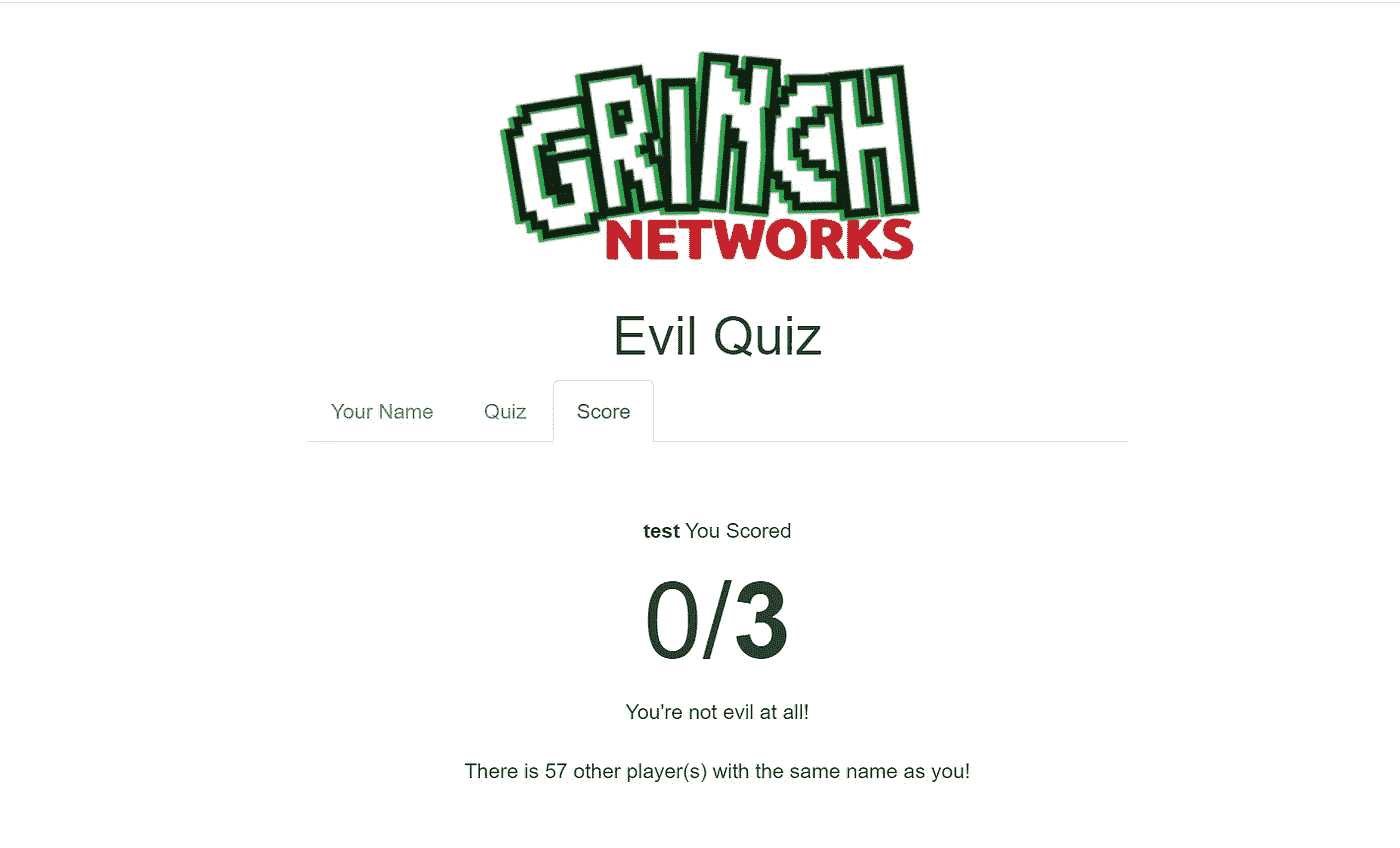 GRINCH
NETWORKS
Evil Quiz
Your Name Quiz Score
test You Scored
0/3
You're not evil at all!
There is 57 other player(s) with the same name as you!